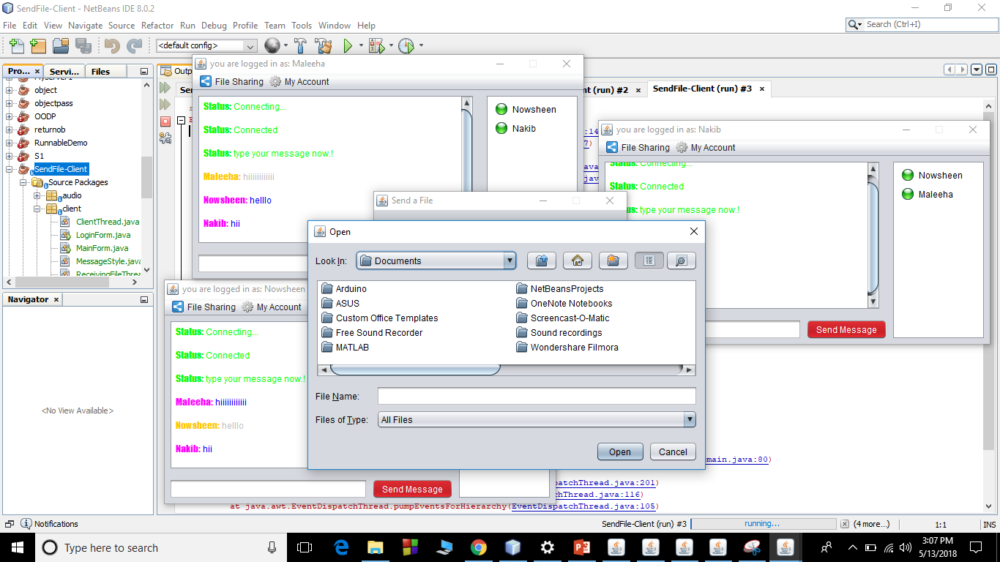 SendFile-Client - NetBeans IDE 8.0.2
File Edit View Navigate Source Refactor Run Debug Profile Team Tools Window Help
Search (Ctrl+I)
<default config>
Pro... Servi... Files
object
objectpass
OODP
returnob
RunnableDemo
S1
SendFile-Client
Source Packages
audio
client
ClientThread.java
LoginForm.java
MainForm.java
MessageStyle.java
Navigator
<No View Available>
Outp
(run) #2
SendFile-Client (run) #3
you are logged in as: Maleeha
File Sharing My Account
Status: Connecting...
Status: Connected
Status: type your message now.!
Maleeha: hiiiiiiiiiiii
Nowsheen: helllo
Nakib: hii
Nowsheen
Nakib
you are logged in as: Nakib
File Sharing My Account
Status: Connecting...
Connected
type your message now.!
Nowsheen
Maleeha
Send Message
Send a File
you are logged in as: Nowsheen
File Sharing My Account
Status: Connecting...
Status: Connected
Status: type your message now.!
Maleeha: hiiiiiiiiiiii
Nowsheen: helllo
Nakib: hii
Send Message
Open
Look In: Documents
Arduino
ASUS
Custom Office Templates
Free Sound Recorder
MATLAB
NetBeansProjects
OneNote Notebooks
Screencast-O-Matic
Sound recordings
Wondershare Filmora
File Name:
Files of Type: All Files
Open Cancel
main.java:80)
patchThread.java:201)
chThread.java:116)
at java.awt.EventDispatchThread.pumpEventsForHierarchy(EventDispatchThread.java:105)
Notifications
SendFile-Client (run) #3 running... (4 more...) 1:1 INS
Type here to search
3:07 PM
5/13/2018